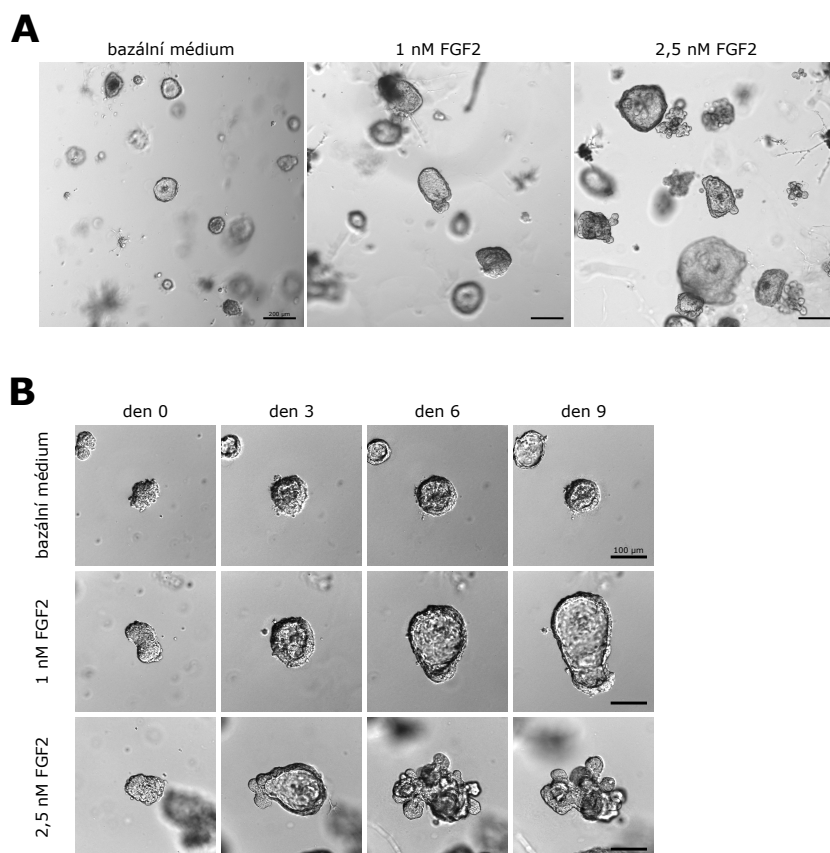 A
bazální médium 1 nM FGF2 2,5 nM FGF2
200 µm
B
den 0 den 3 den 6 den 9
bazální médium
100 µm
1 nM FGF2
2,5 nM FGF2